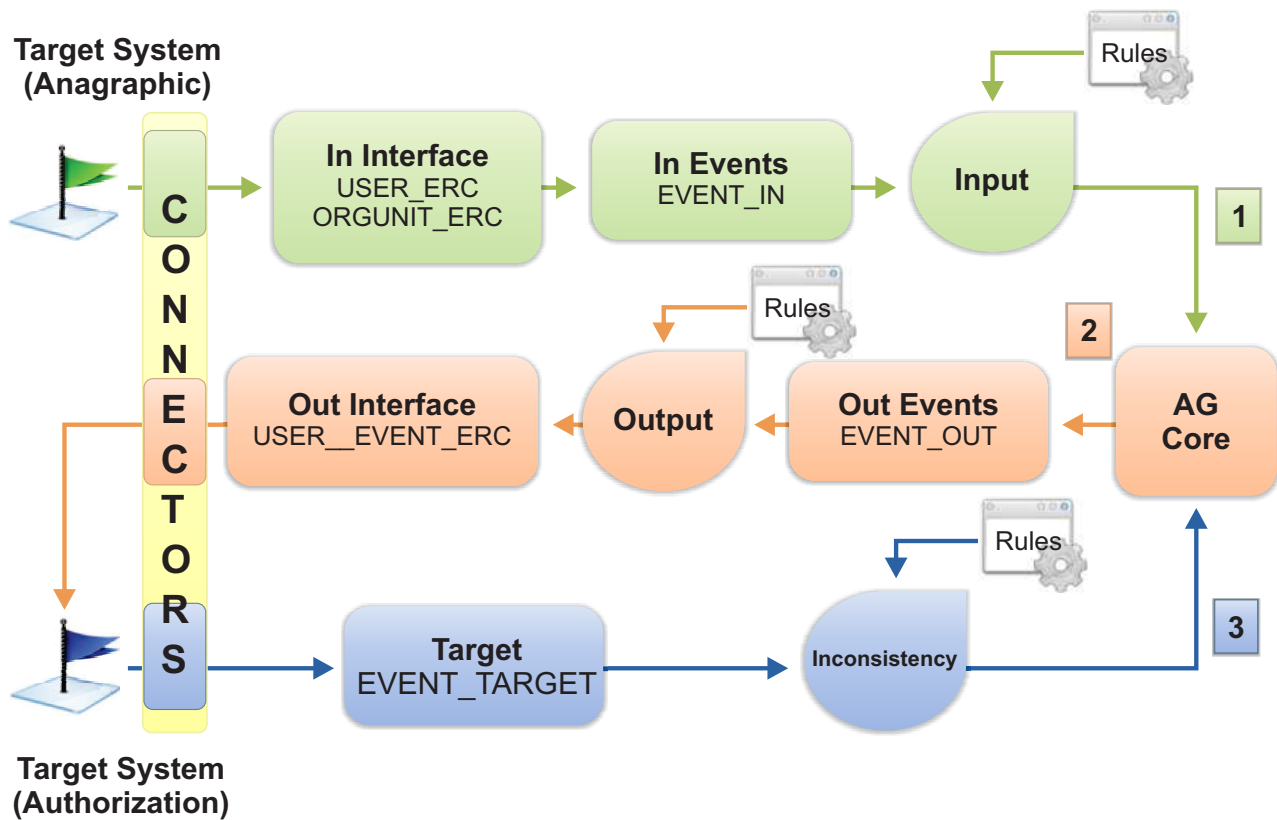 Target System
(Anagraphic)
Rules
CONNECTORS
In Interface
USER_ERC
ORGUNIT_ERC
In Events
EVENT_IN
Input
1
Rules
2
Out Interface
USER__EVENT_ERC
Output
Out Events
EVENT_OUT
AG
Core
Rules
Target
EVENT_TARGET
Inconsistency
3
Target System
(Authorization)